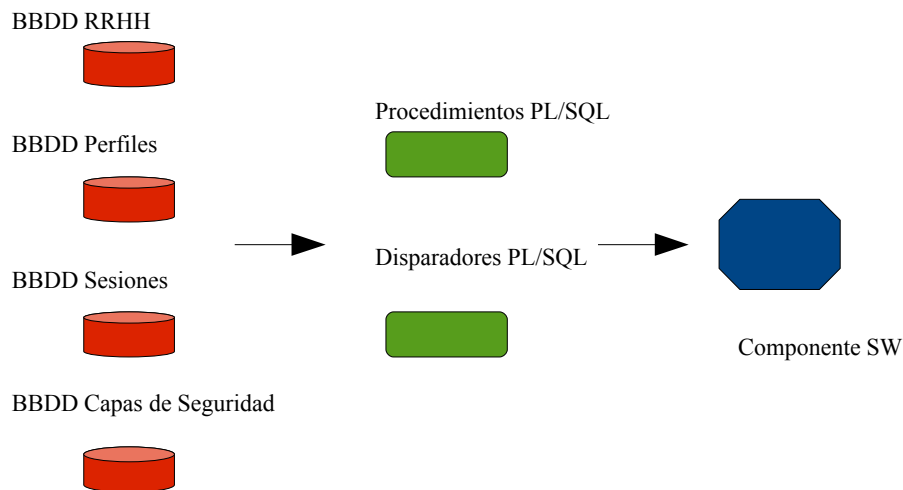 BBDD RRHH
Procedimientos PL/SQL
BBDD Perfiles
Disparadores PL/SQL
BBDD Sesiones
Componente SW
BBDD Capas de Seguridad